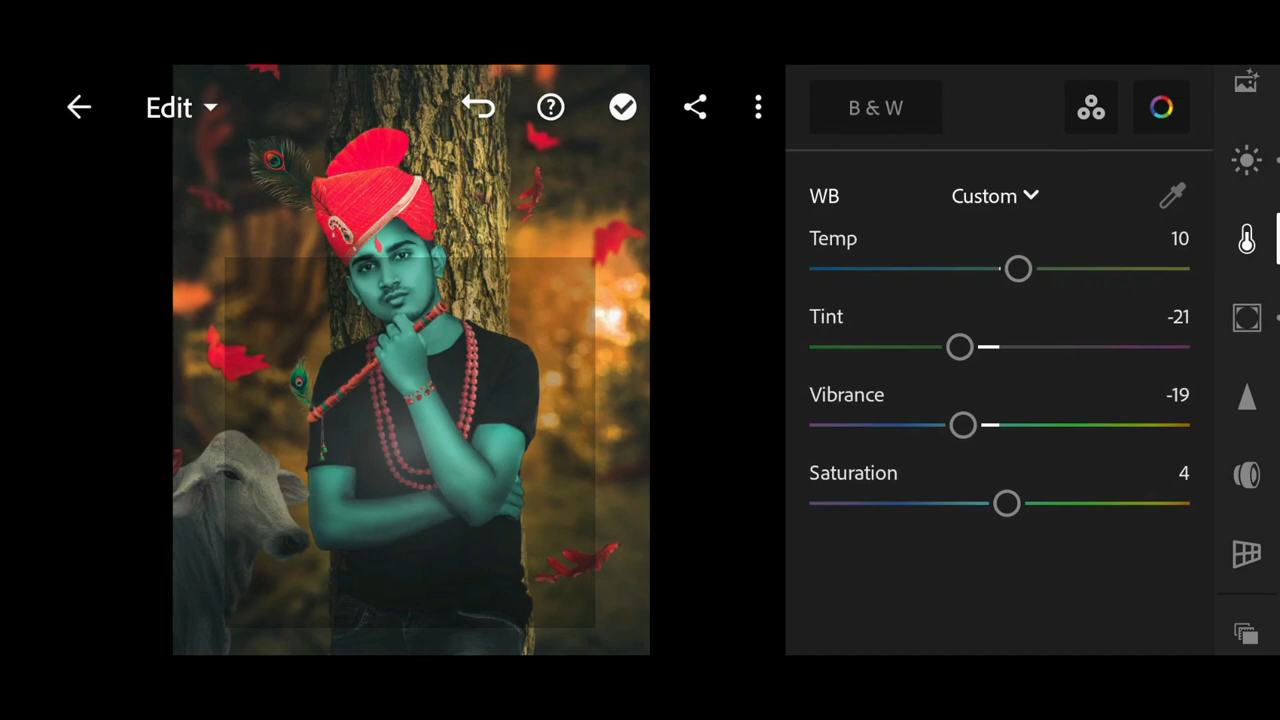 Edit
B & W
WB Custom
Temp 10
Tint -21
Vibrance -19
Saturation 4